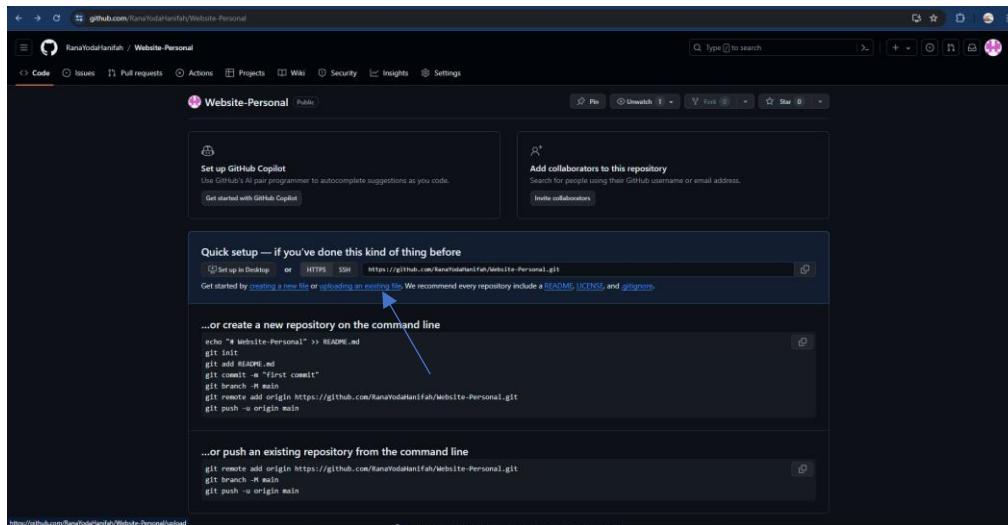 github.com/RanaYodaHanifah/Website-Personal
RanaYodaHanifah / Website-Personal
Type / to search
Code Issues Pull requests Actions Projects Wiki Security Insights Settings
Website-Personal Public
Pin Unwatch 1 Fork 0 Star 0
Set up GitHub Copilot
Use GitHub's AI pair programmer to autocomplete suggestions as you code.
Get started with GitHub Copilot
Add collaborators to this repository
Search for people using their GitHub username or email address.
Invite collaborators
Quick setup — if you've done this kind of thing before
Set up in Desktop or HTTPS SSH https://github.com/RanaYodaHanifah/Website-Personal.git
Get started by creating a new file or uploading an existing file. We recommend every repository include a README, LICENSE, and .gitignore.
...or create a new repository on the command line
echo "# Website-Personal" >> README.md
git init
git add README.md
git commit -m "first commit"
git branch -M main
git remote add origin https://github.com/RanaYodaHanifah/Website-Personal.git
git push -u origin main
...or push an existing repository from the command line
git remote add origin https://github.com/RanaYodaHanifah/Website-Personal.git
git branch -M main
git push -u origin main
https://github.com/RanaYodaHanifah/Website-Personal/upload